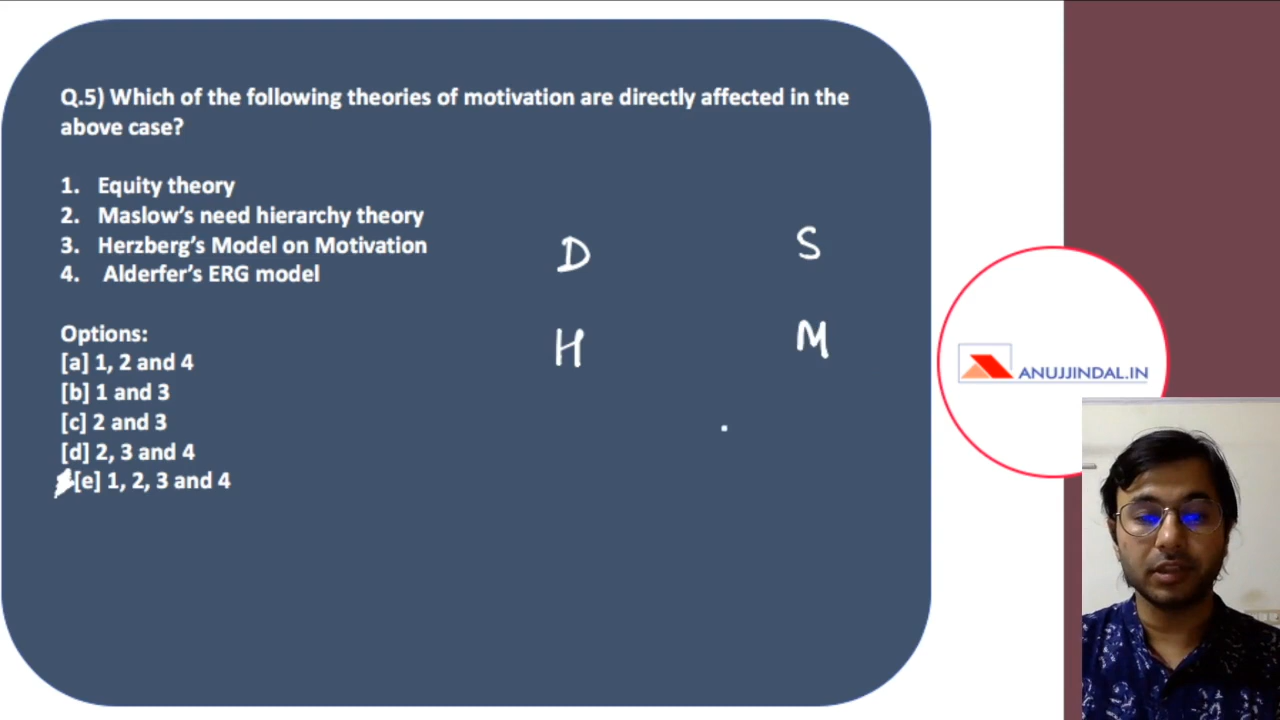 Q.5) Which of the following theories of motivation are directly affected in the
above case?
1. Equity theory
2. Maslow's need hierarchy theory
3. Herzberg's Model on Motivation
4. Alderfer's ERG model
D S
H M
Options:
[a] 1, 2 and 4
[b] 1 and 3
[c] 2 and 3
[d] 2, 3 and 4
[e] 1, 2, 3 and 4
ANUJJINDAL.IN